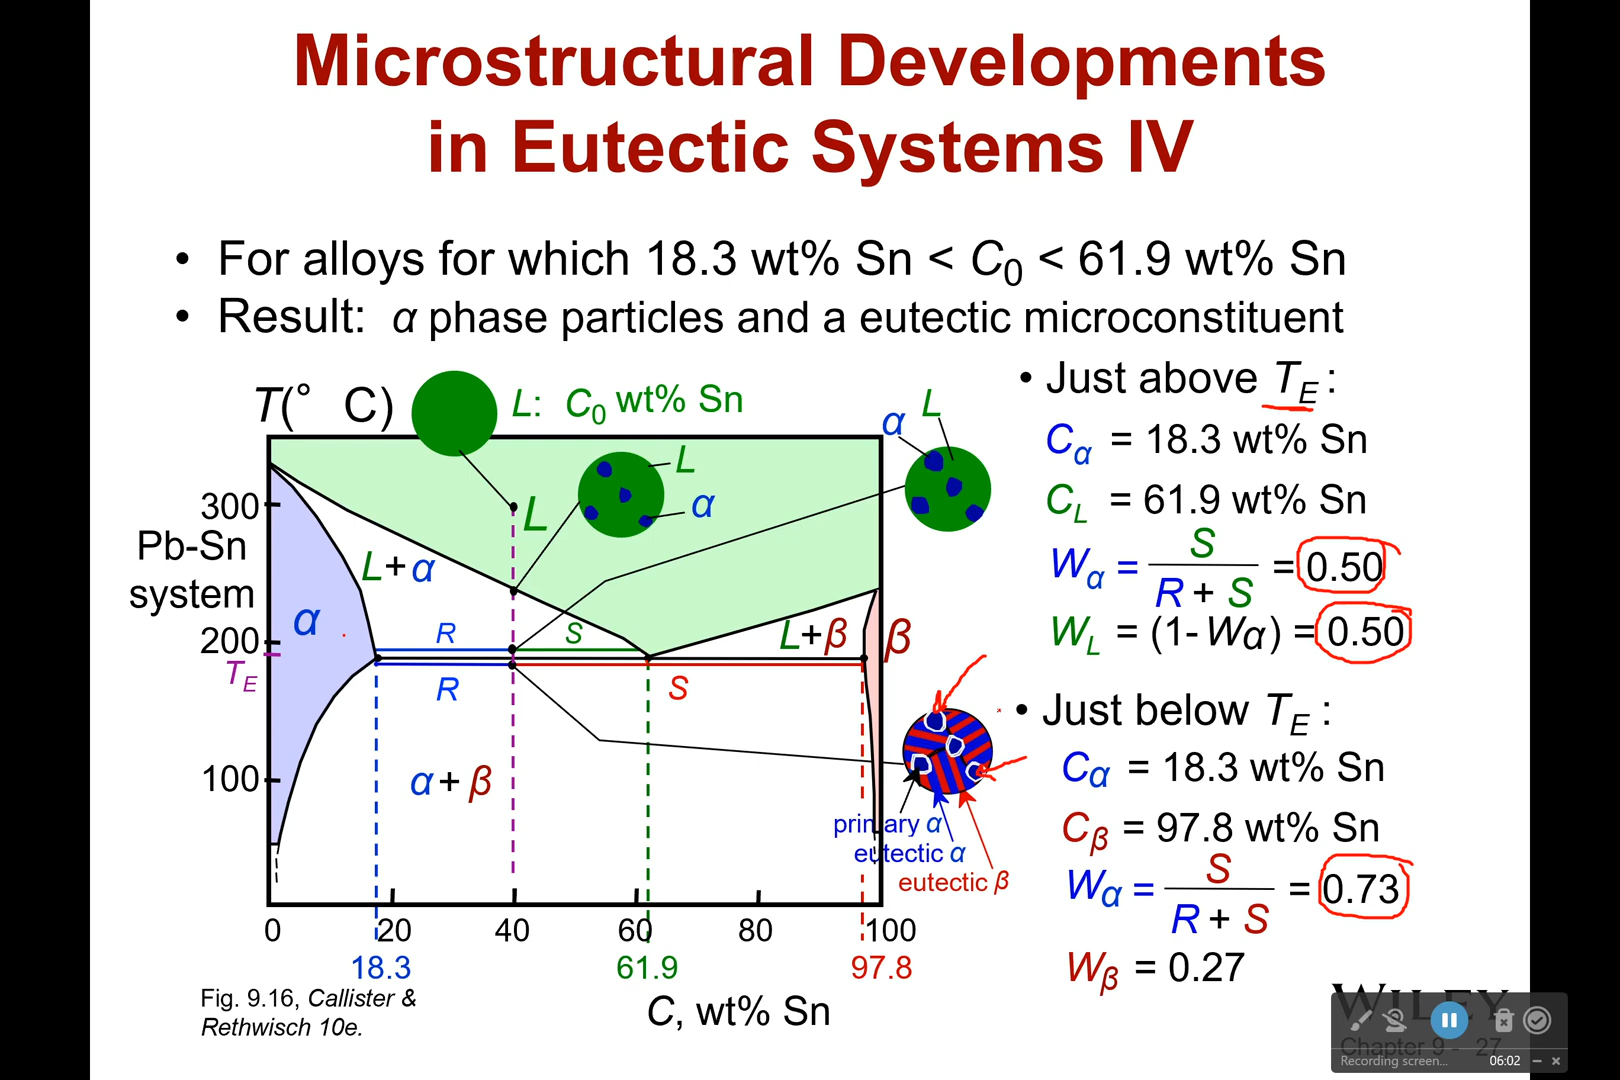 Microstructural Developments
in Eutectic Systems IV
• For alloys for which 18.3 wt% Sn < C0 < 61.9 wt% Sn
• Result: α phase particles and a eutectic microconstituent
T(° C)
L: C0 wt% Sn
L
α
L
α
L
300
Pb-Sn
system
L+α
α
200
TE
R
S
L+β
β
R
S
100
α+β
primary α
eutectic α
eutectic β
0
20
40
60
80
100
18.3
61.9
97.8
C, wt% Sn
Fig. 9.16, Callister &
Rethwisch 10e.
• Just above TE :
Cα = 18.3 wt% Sn
CL = 61.9 wt% Sn
Wα = S / R + S = 0.50
WL = (1- Wα) = 0.50
• Just below TE :
Cα = 18.3 wt% Sn
Cβ = 97.8 wt% Sn
Wα = S / R + S = 0.73
Wβ = 0.27
WILEY
Chapter 9 - 27
Recording screen... 06:02